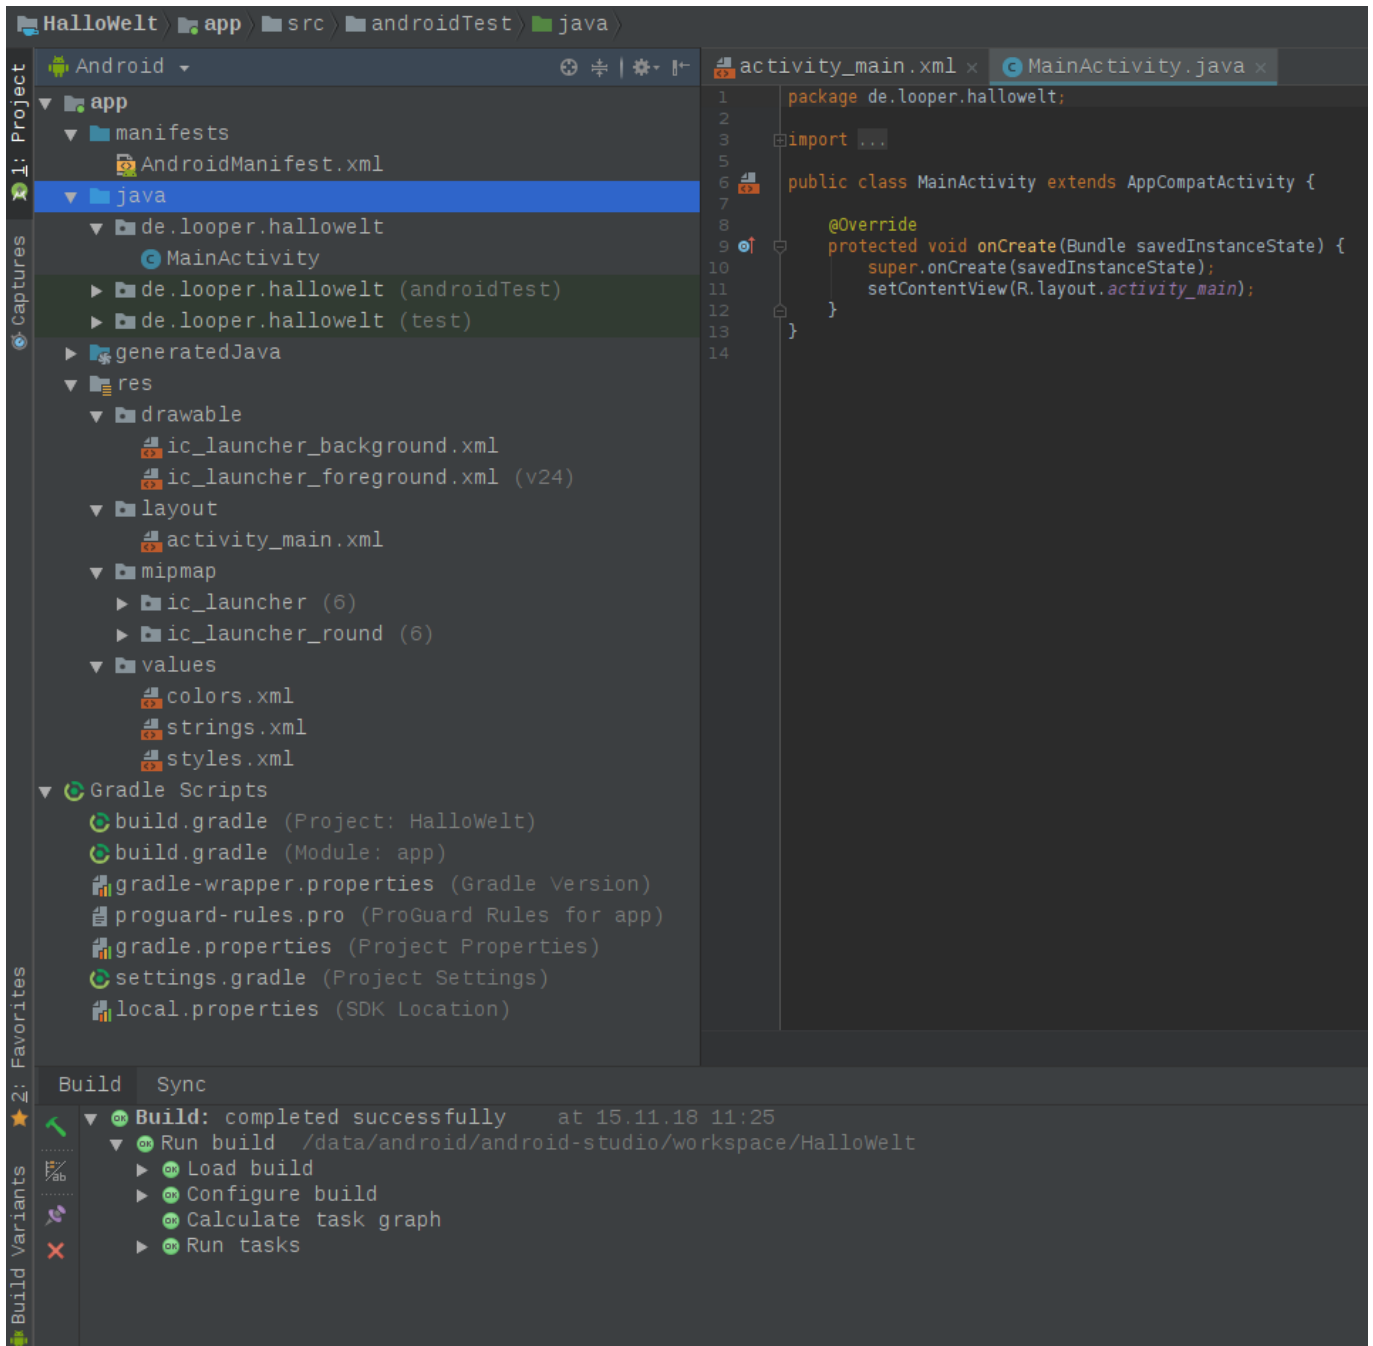 HalloWelt app src androidTest java
1: Project
Captures
2: Favorites
Build Variants
Android
app
manifests
AndroidManifest.xml
java
de.looper.hallowelt
MainActivity
de.looper.hallowelt (androidTest)
de.looper.hallowelt (test)
generatedJava
res
drawable
ic_launcher_background.xml
ic_launcher_foreground.xml (v24)
layout
activity_main.xml
mipmap
ic_launcher (6)
ic_launcher_round (6)
values
colors.xml
strings.xml
styles.xml
Gradle Scripts
build.gradle (Project: HalloWelt)
build.gradle (Module: app)
gradle-wrapper.properties (Gradle Version)
proguard-rules.pro (ProGuard Rules for app)
gradle.properties (Project Properties)
settings.gradle (Project Settings)
local.properties (SDK Location)
activity_main.xml × MainActivity.java ×
1 package de.looper.hallowelt;
2
3 import ...
5
6 public class MainActivity extends AppCompatActivity {
7
8 @Override
9 protected void onCreate(Bundle savedInstanceState) {
10 super.onCreate(savedInstanceState);
11 setContentView(R.layout.activity_main);
12 }
13 }
14
Build Sync
Build: completed successfully at 15.11.18 11:25
Run build /data/android/android-studio/workspace/HalloWelt
Load build
Configure build
Calculate task graph
Run tasks